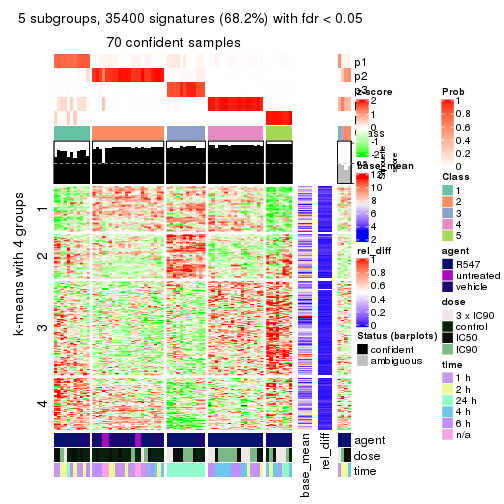 5 subgroups, 35400 signatures (68.2%) with fdr < 0.05
70 confident samples
p1
p2
p3
z-score
2
1
0
-1
-2
Class
Silhouette
score
base_mean
12
10
8
6
4
2
rel_diff
1
0.8
0.6
0.4
0.2
0
Status (barplots)
confident
ambiguous
Prob
1
0.8
0.6
0.4
0.2
0
Class
1
2
3
4
5
agent
R547
untreated
vehicle
dose
3 x IC90
control
IC50
IC90
time
1 h
2 h
24 h
4 h
6 h
n/a
k-means with 4 groups
1
2
3
4
base_mean
rel_diff
agent
dose
time